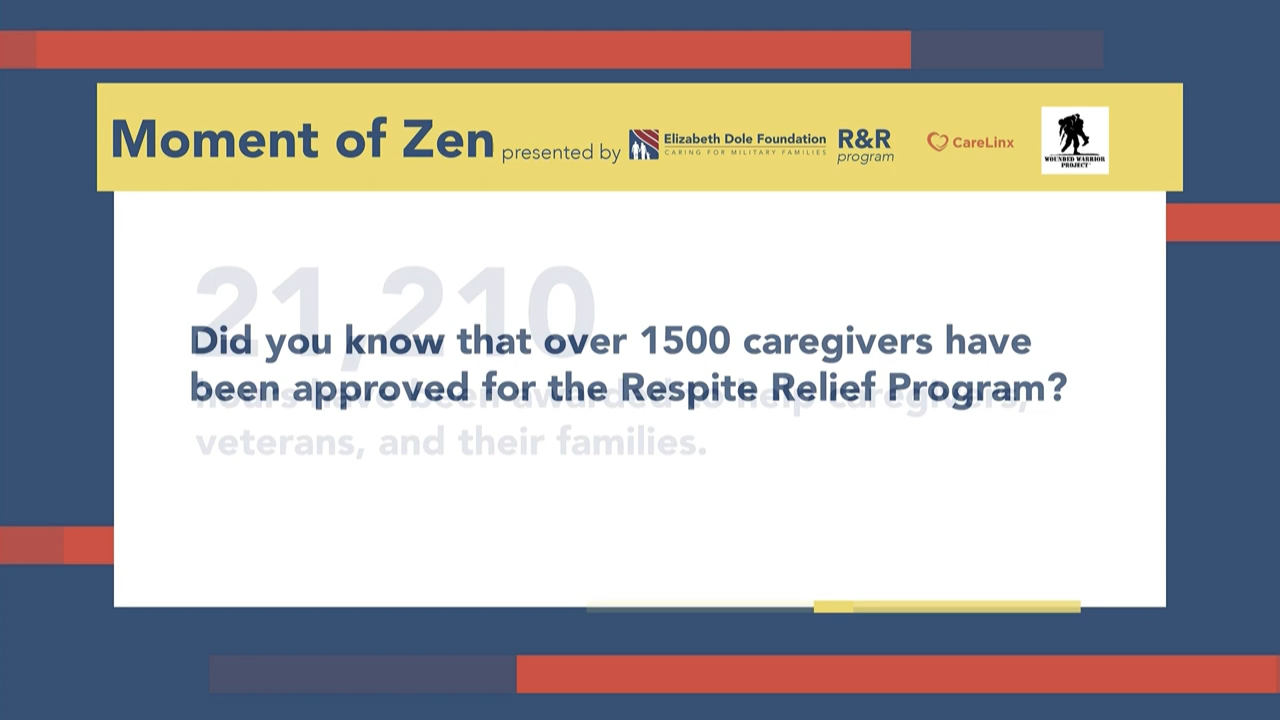 Moment of Zen presented by Elizabeth Dole Foundation R&R CareLinx
CARING FOR MILITARY FAMILIES program WOUNDED WARRIOR
PROJECT
21,210
Did you know that over 1500 caregivers have
been approved for the Respite Relief Program?
hours have been awarded to help caregivers,
veterans, and their families.